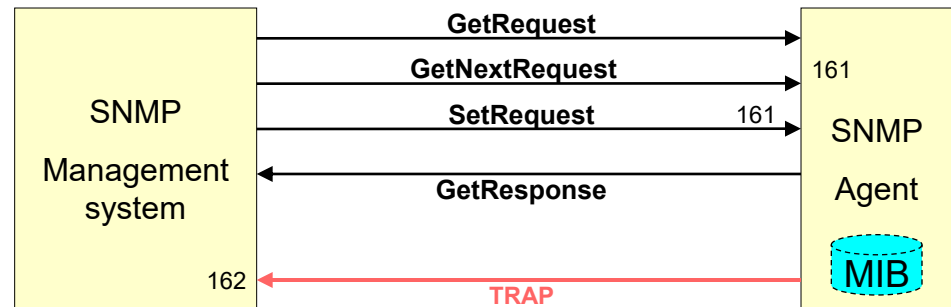 GetRequest
GetNextRequest
161
SNMP
SetRequest
161
SNMP
Management
system
GetResponse
Agent
162
TRAP
MIB